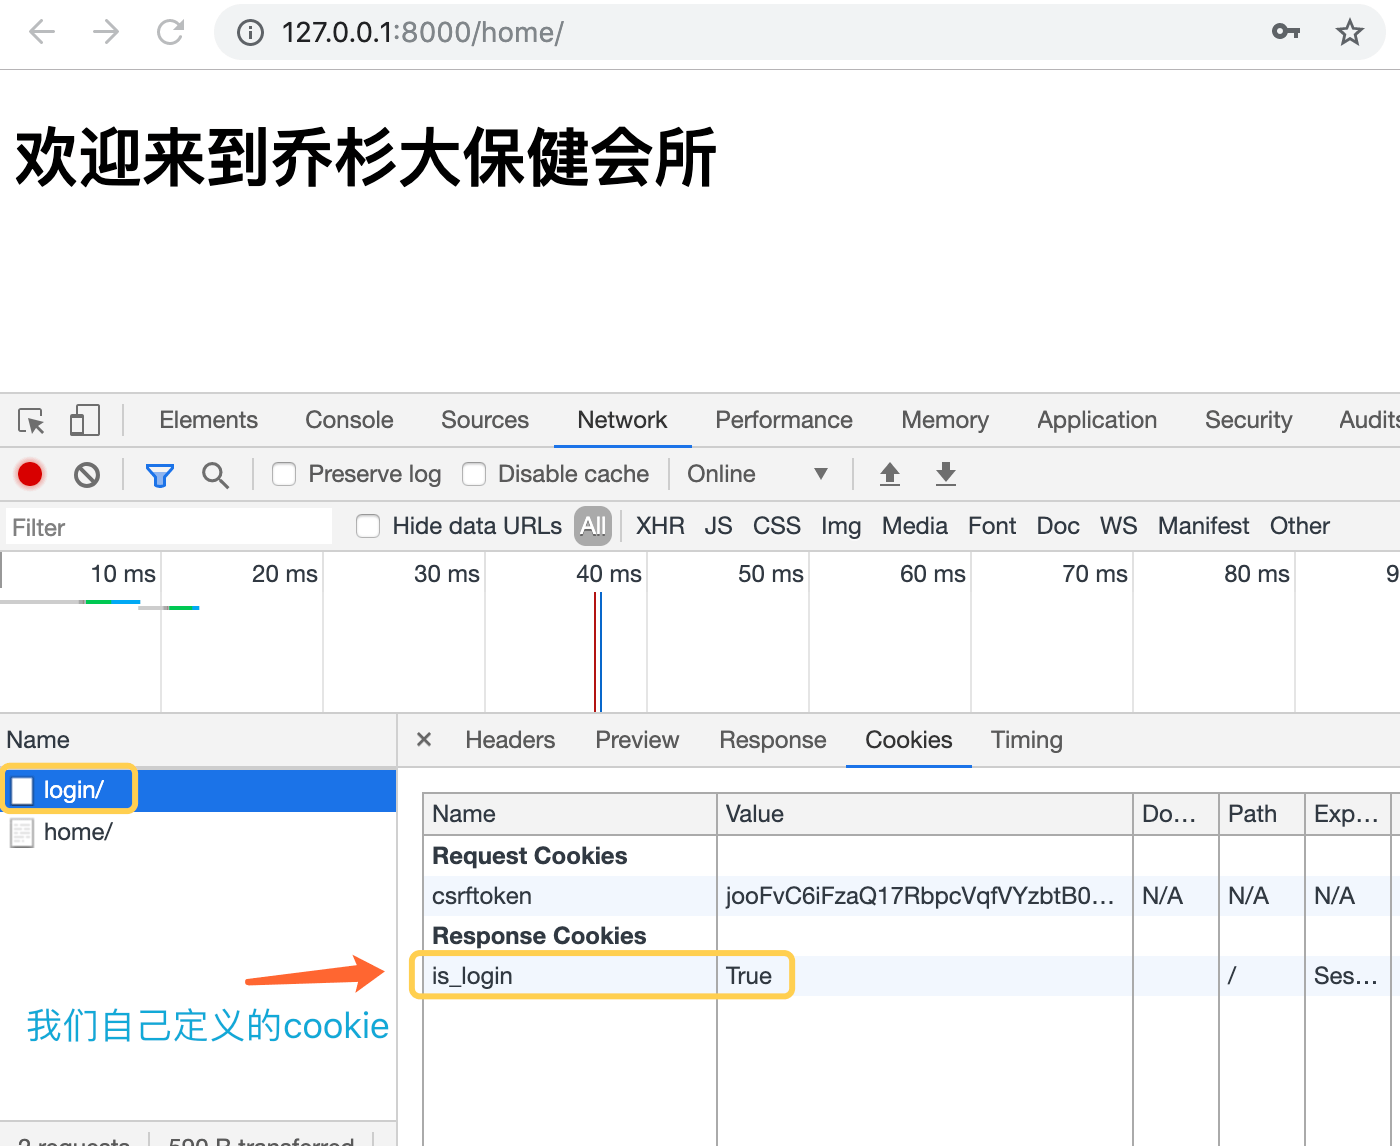 127.0.0.1:8000/home/
欢迎来到乔杉大保健会所
Elements Console Sources Network Performance Memory Application Security Audits
Preserve log Disable cache Online
Filter Hide data URLs All XHR JS CSS Img Media Font Doc WS Manifest Other
10 ms 20 ms 30 ms 40 ms 50 ms 60 ms 70 ms 80 ms 9
Name × Headers Preview Response Cookies Timing
login/
home/
Name Value Do... Path Exp...
Request Cookies
csrftoken jooFvC6iFzaQ17RbpcVqfVYzbtB0... N/A N/A N/A
Response Cookies
is_login True / Ses...
我们自己定义的cookie
2 requests 590 B transferred